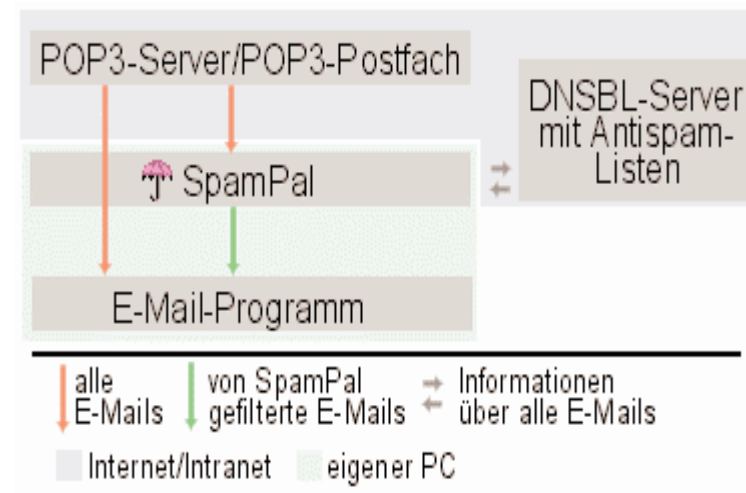 POP3-Server/POP3-Postfach
DNSBL-Server
mit Antispam-
Listen
SpamPal
E-Mail-Programm
alle
E-Mails
von SpamPal
gefilterte E-Mails
Informationen
über alle E-Mails
Internet/Intranet
eigener PC